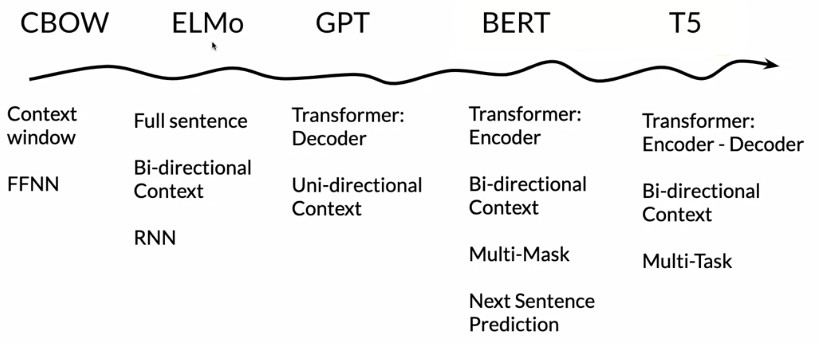 CBOW
ELMo
GPT
BERT
T5
Context
window
FFNN
Full sentence
Bi-directional
Context
RNN
Transformer:
Decoder
Uni-directional
Context
Transformer:
Encoder
Bi-directional
Context
Multi-Mask
Next Sentence
Prediction
Transformer:
Encoder - Decoder
Bi-directional
Context
Multi-Task